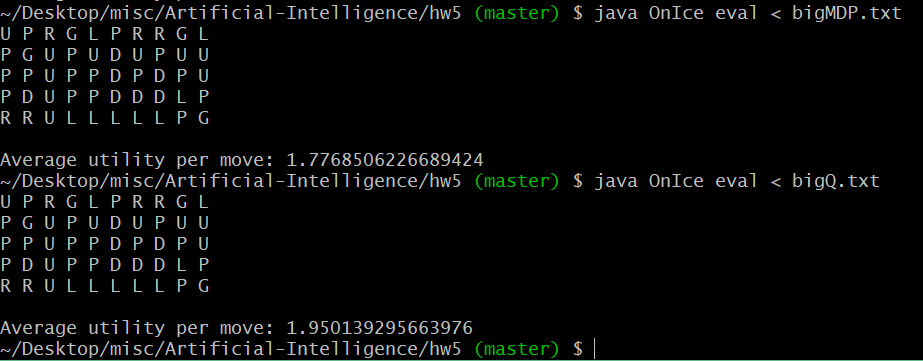 ~/Desktop/misc/Artificial-Intelligence/hw5 (master) $ java OnIce eval < bigMDP.txt
U P R G L P R R G L
P G U P U D U P U U
P P U P P D P D P U
P D U P P D D D L P
R R U L L L L L P G
Average utility per move: 1.7768506226689424
~/Desktop/misc/Artificial-Intelligence/hw5 (master) $ java OnIce eval < bigQ.txt
U P R G L P R R G L
P G U P U D U P U U
P P U P P D P D P U
P D U P P D D D L P
R R U L L L L L P G
Average utility per move: 1.950139295663976
~/Desktop/misc/Artificial-Intelligence/hw5 (master) $